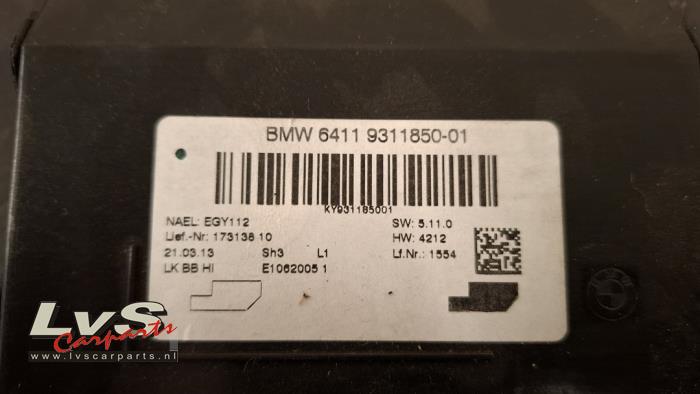 BMW 6411 9311850-01
KY931185001
NAEL: EGY112 SW: 5.11.0
Lief.-Nr: 173138 10 HW: 4212
21.03.13 Sh3 L1 Lf.Nr.: 1554
LK BB HI E1062005 1
LvS
Carparts
www.lvscarparts.nl